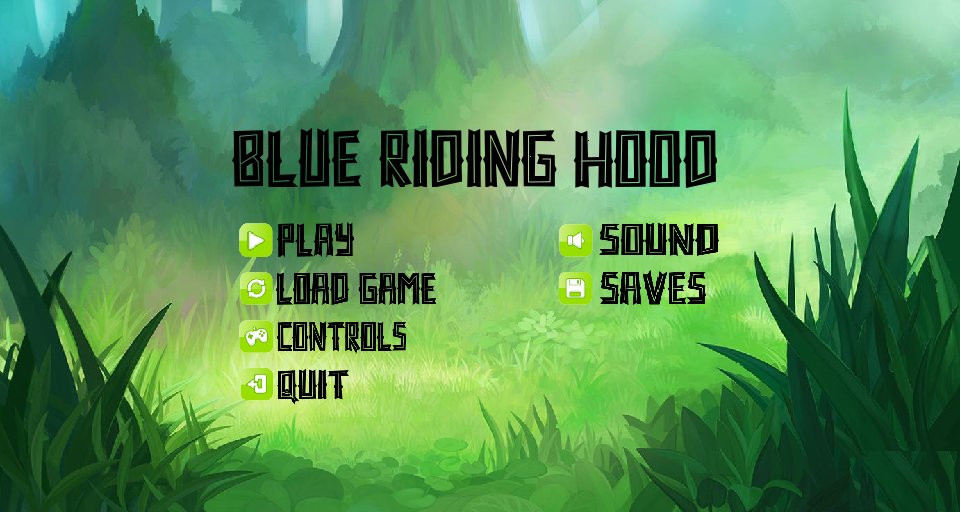 BLUE RIDING HOOD
PLAY
LOAD GAME
CONTROLS
QUIT
SOUND
SAVES